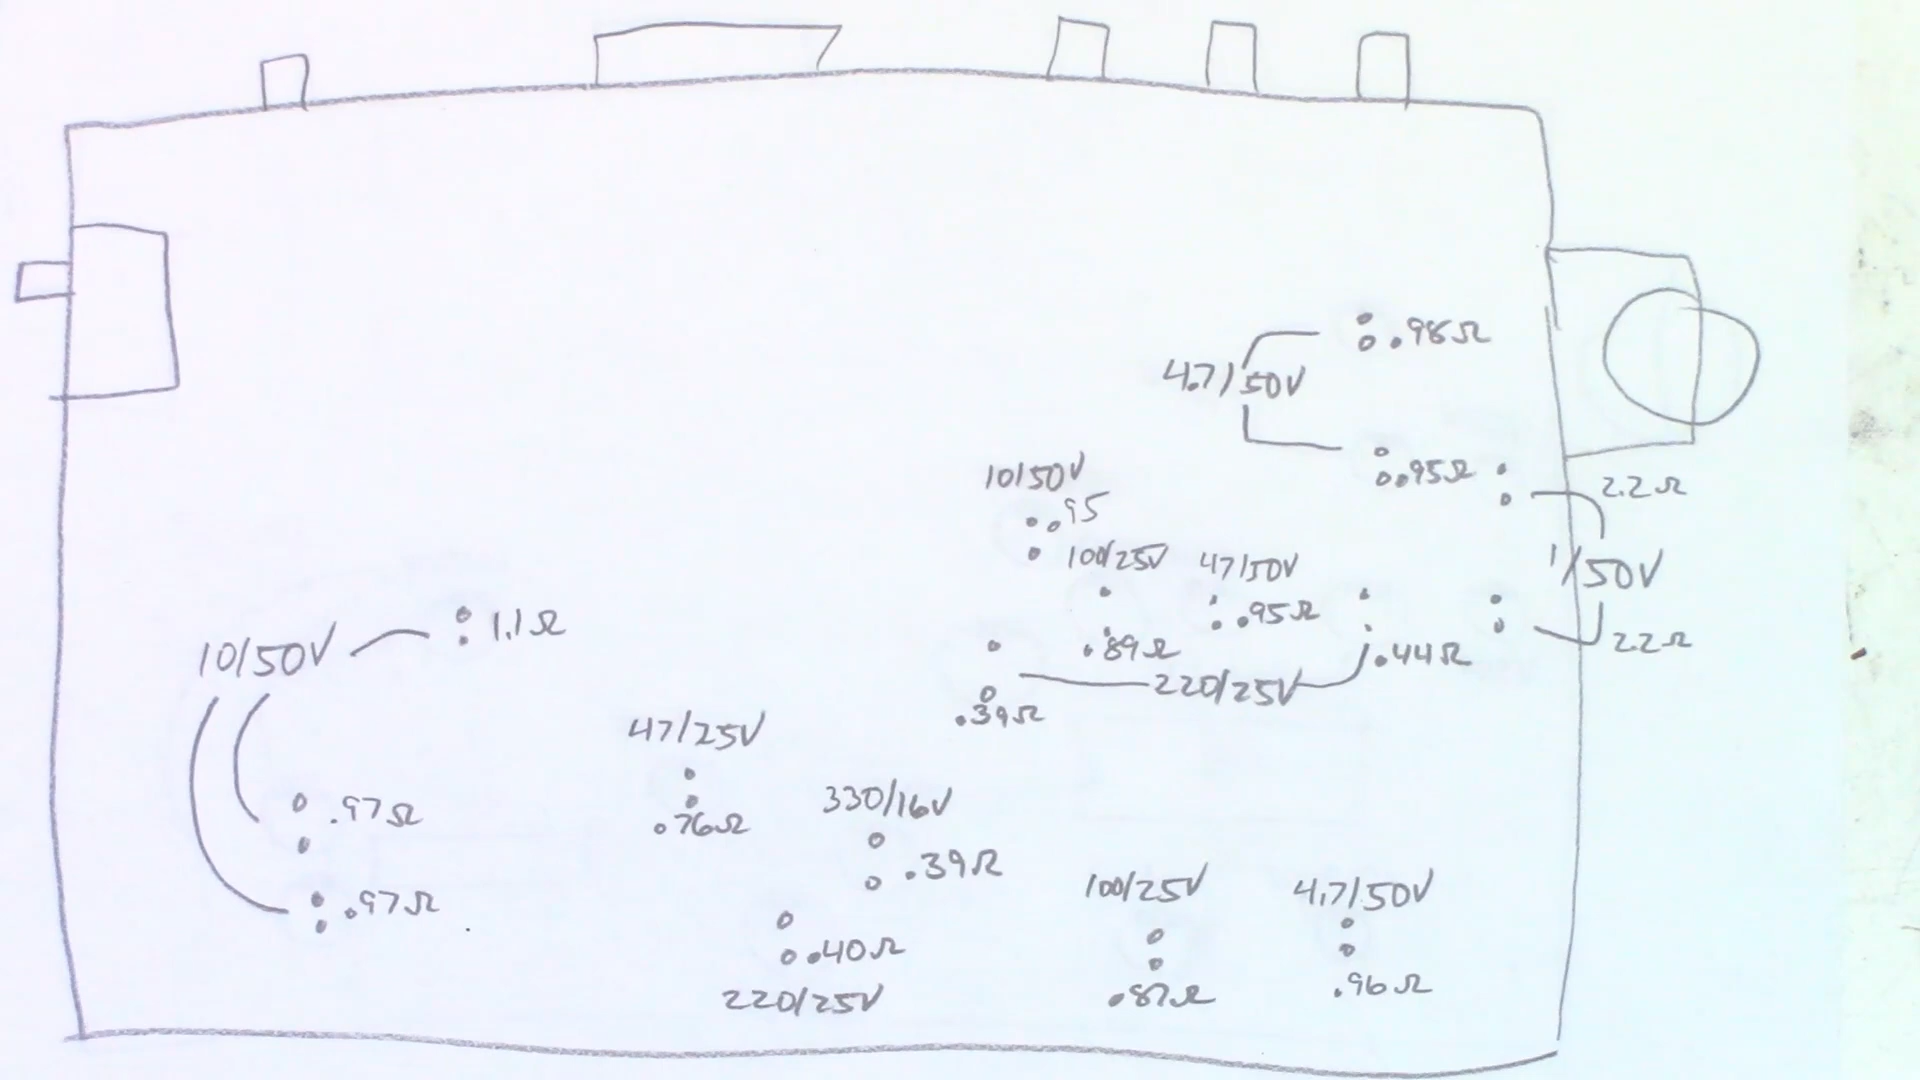 .98Ω
4.7/50V
.95Ω
10/50V
.95
2.2Ω
100/25V
47/50V
1/50V
.95Ω
.89Ω
.44Ω
2.2Ω
220/25V
.39Ω
10/50V
1.1Ω
47/25V
.76Ω
330/16V
.39Ω
.97Ω
.97Ω
.40Ω
220/25V
100/25V
.87Ω
4.7/50V
.96Ω